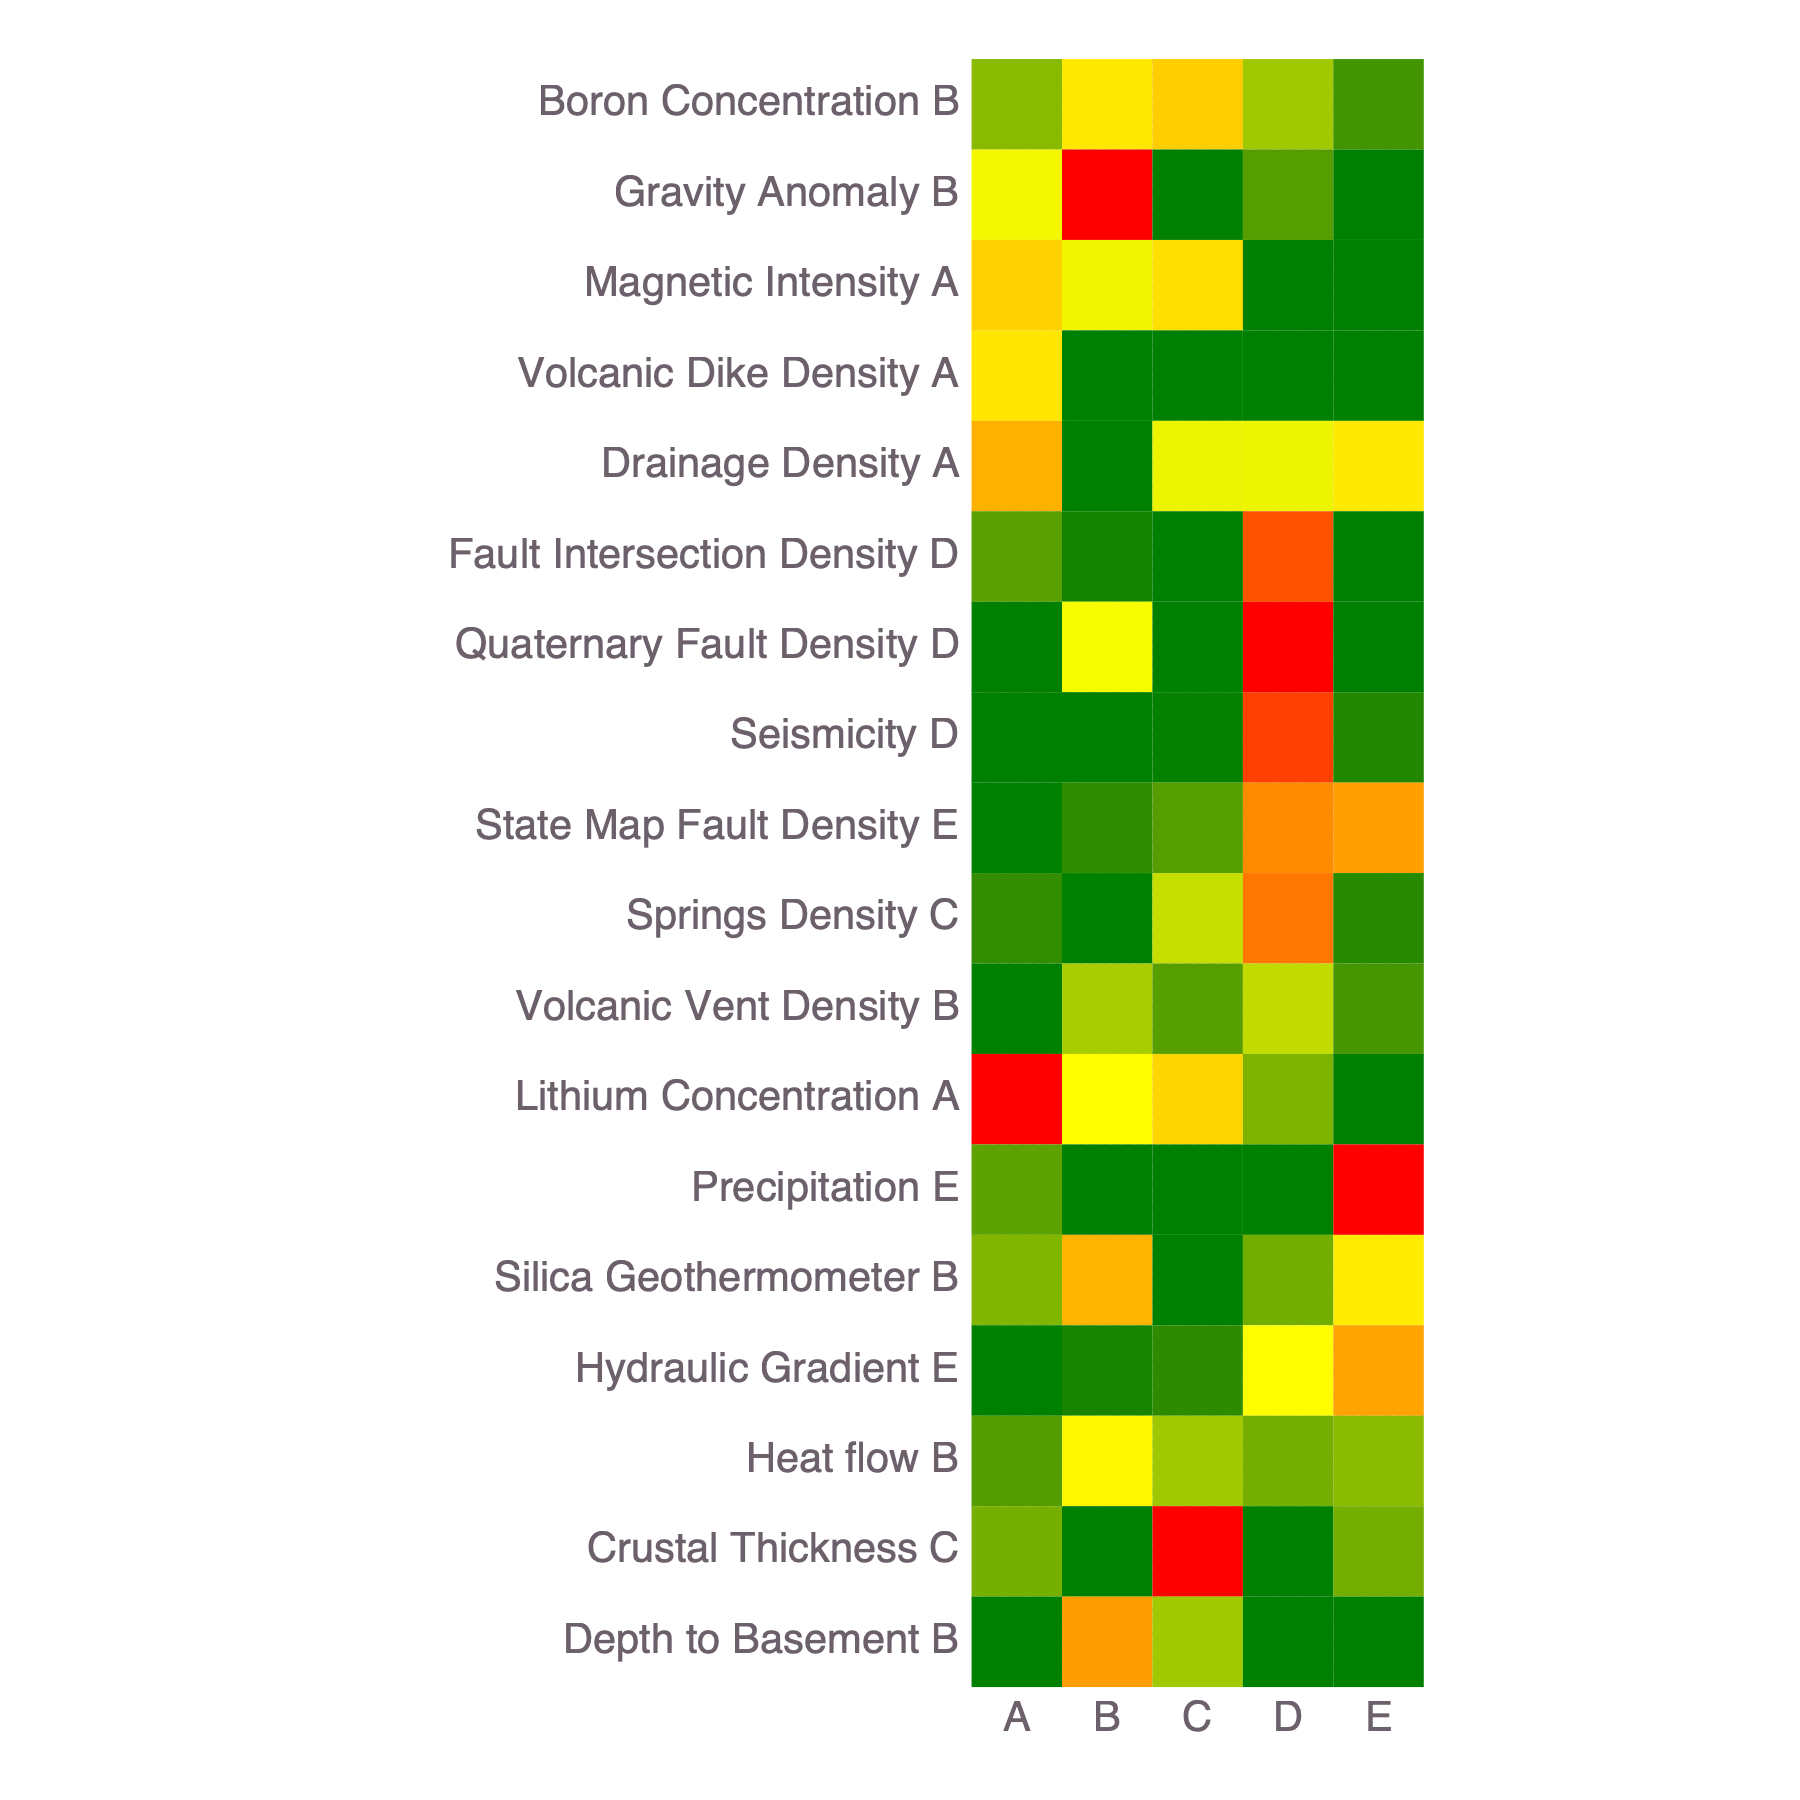 Boron Concentration B
Gravity Anomaly B
Magnetic Intensity A
Volcanic Dike Density A
Drainage Density A
Fault Intersection Density D
Quaternary Fault Density D
Seismicity D
State Map Fault Density E
Springs Density C
Volcanic Vent Density B
Lithium Concentration A
Precipitation E
Silica Geothermometer B
Hydraulic Gradient E
Heat flow B
Crustal Thickness C
Depth to Basement B
A B C D E